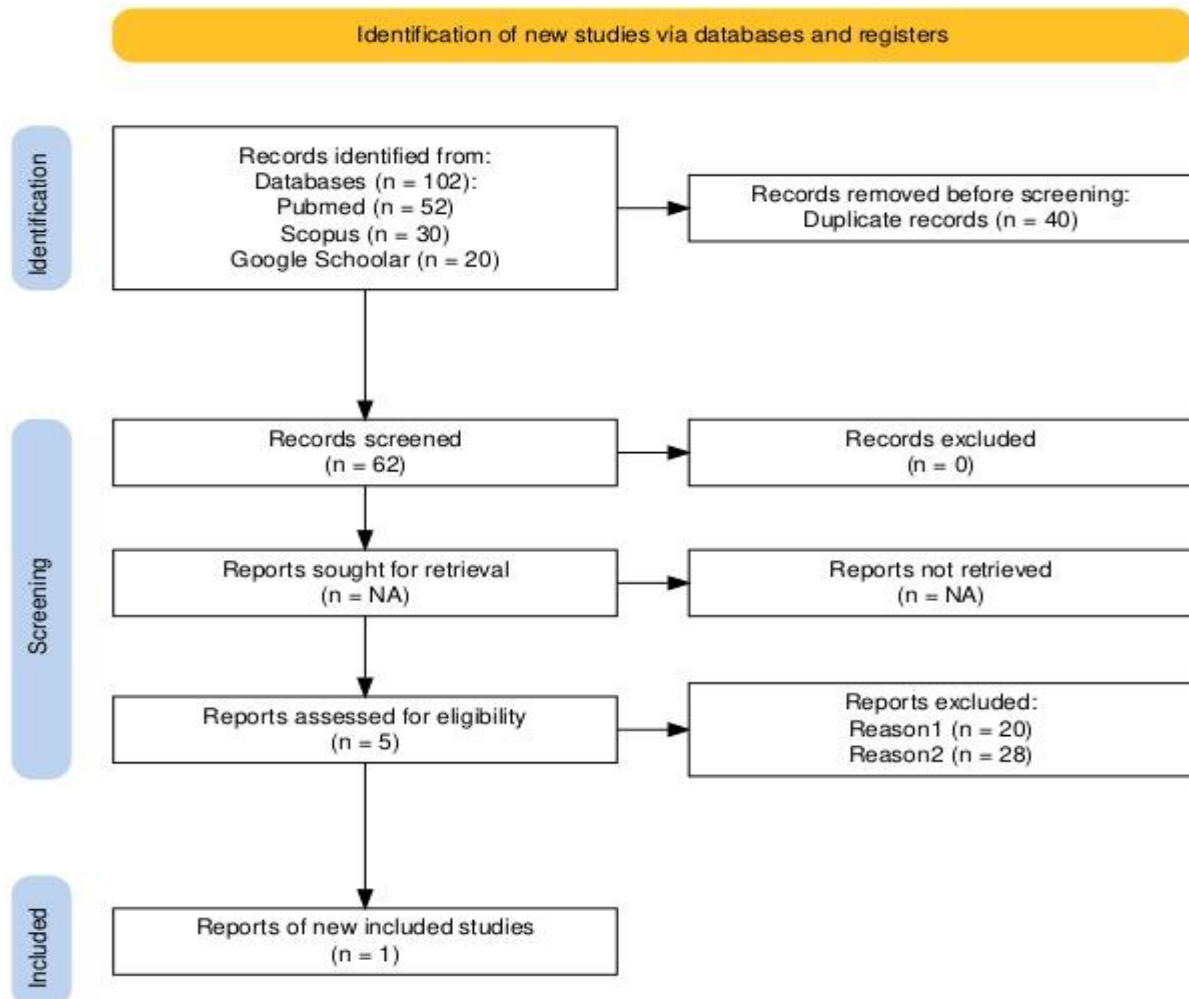 Identification of new studies via databases and registers
Identification
Records identified from:
Databases (n = 102):
Pubmed (n = 52)
Scopus (n = 30)
Google Schoolar (n = 20)
Records removed before screening:
Duplicate records (n = 40)
Screening
Records screened
(n = 62)
Records excluded
(n = 0)
Reports sought for retrieval
(n = NA)
Reports not retrieved
(n = NA)
Reports assessed for eligibility
(n = 5)
Reports excluded:
Reason1 (n = 20)
Reason2 (n = 28)
Included
Reports of new included studies
(n = 1)